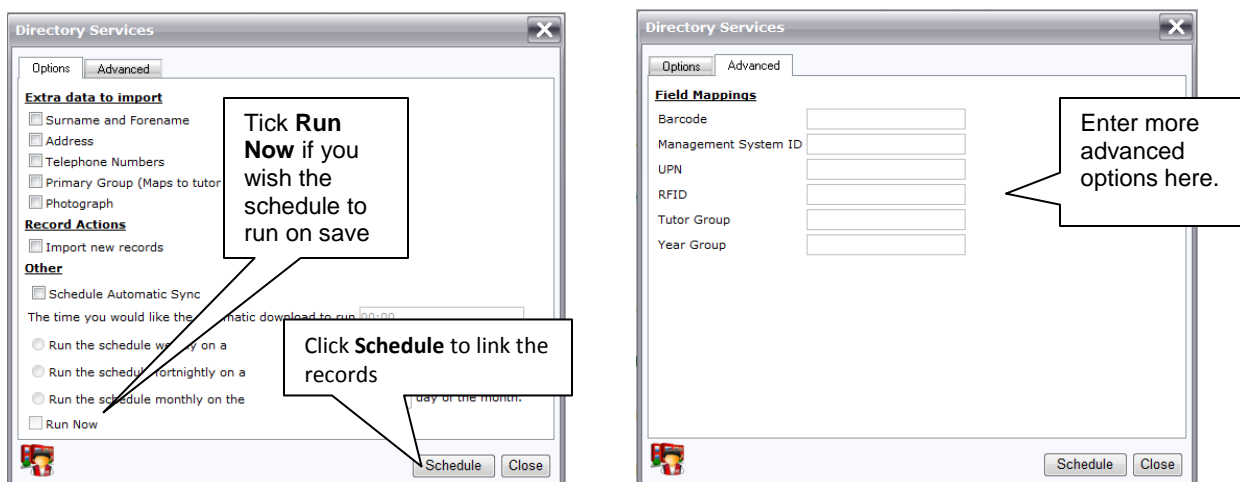 Directory Services
Options Advanced
Extra data to import
Surname and Forename
Address
Telephone Numbers
Primary Group (Maps to tutor
Photograph
Record Actions
Import new records
Other
Schedule Automatic Sync
The time you would like the matic download to run 00:00
Run the schedule we y on a
Run the schedule fortnightly on a
Run the schedule monthly on the day of the month.
Run Now
Schedule Close
Tick Run
Now if you
wish the
schedule to
run on save
Click Schedule to link the
records
Directory Services
Options Advanced
Field Mappings
Barcode
Management System ID
UPN
RFID
Tutor Group
Year Group
Schedule Close
Enter more
advanced
options here.